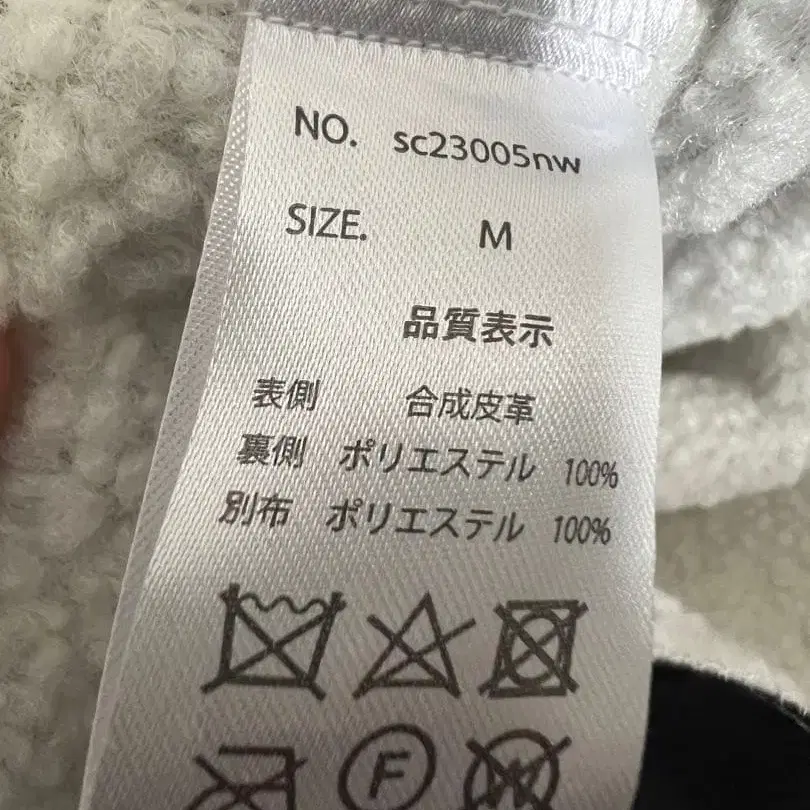 NO. sc23005nw
SIZE. M
品質表示
表側 合成皮革
裏側 ポリエステル 100%
別布 ポリエステル 100%
F W